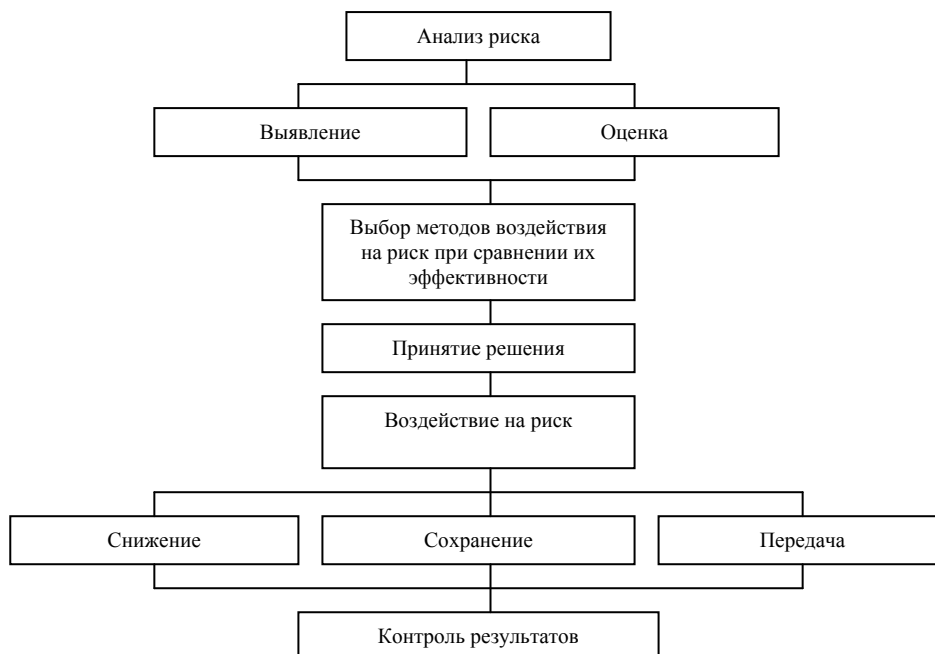 Анализ риска
Выявление
Оценка
Выбор методов воздействия
на риск при сравнении их
эффективности
Принятие решения
Воздействие на риск
Снижение
Сохранение
Передача
Контроль результатов